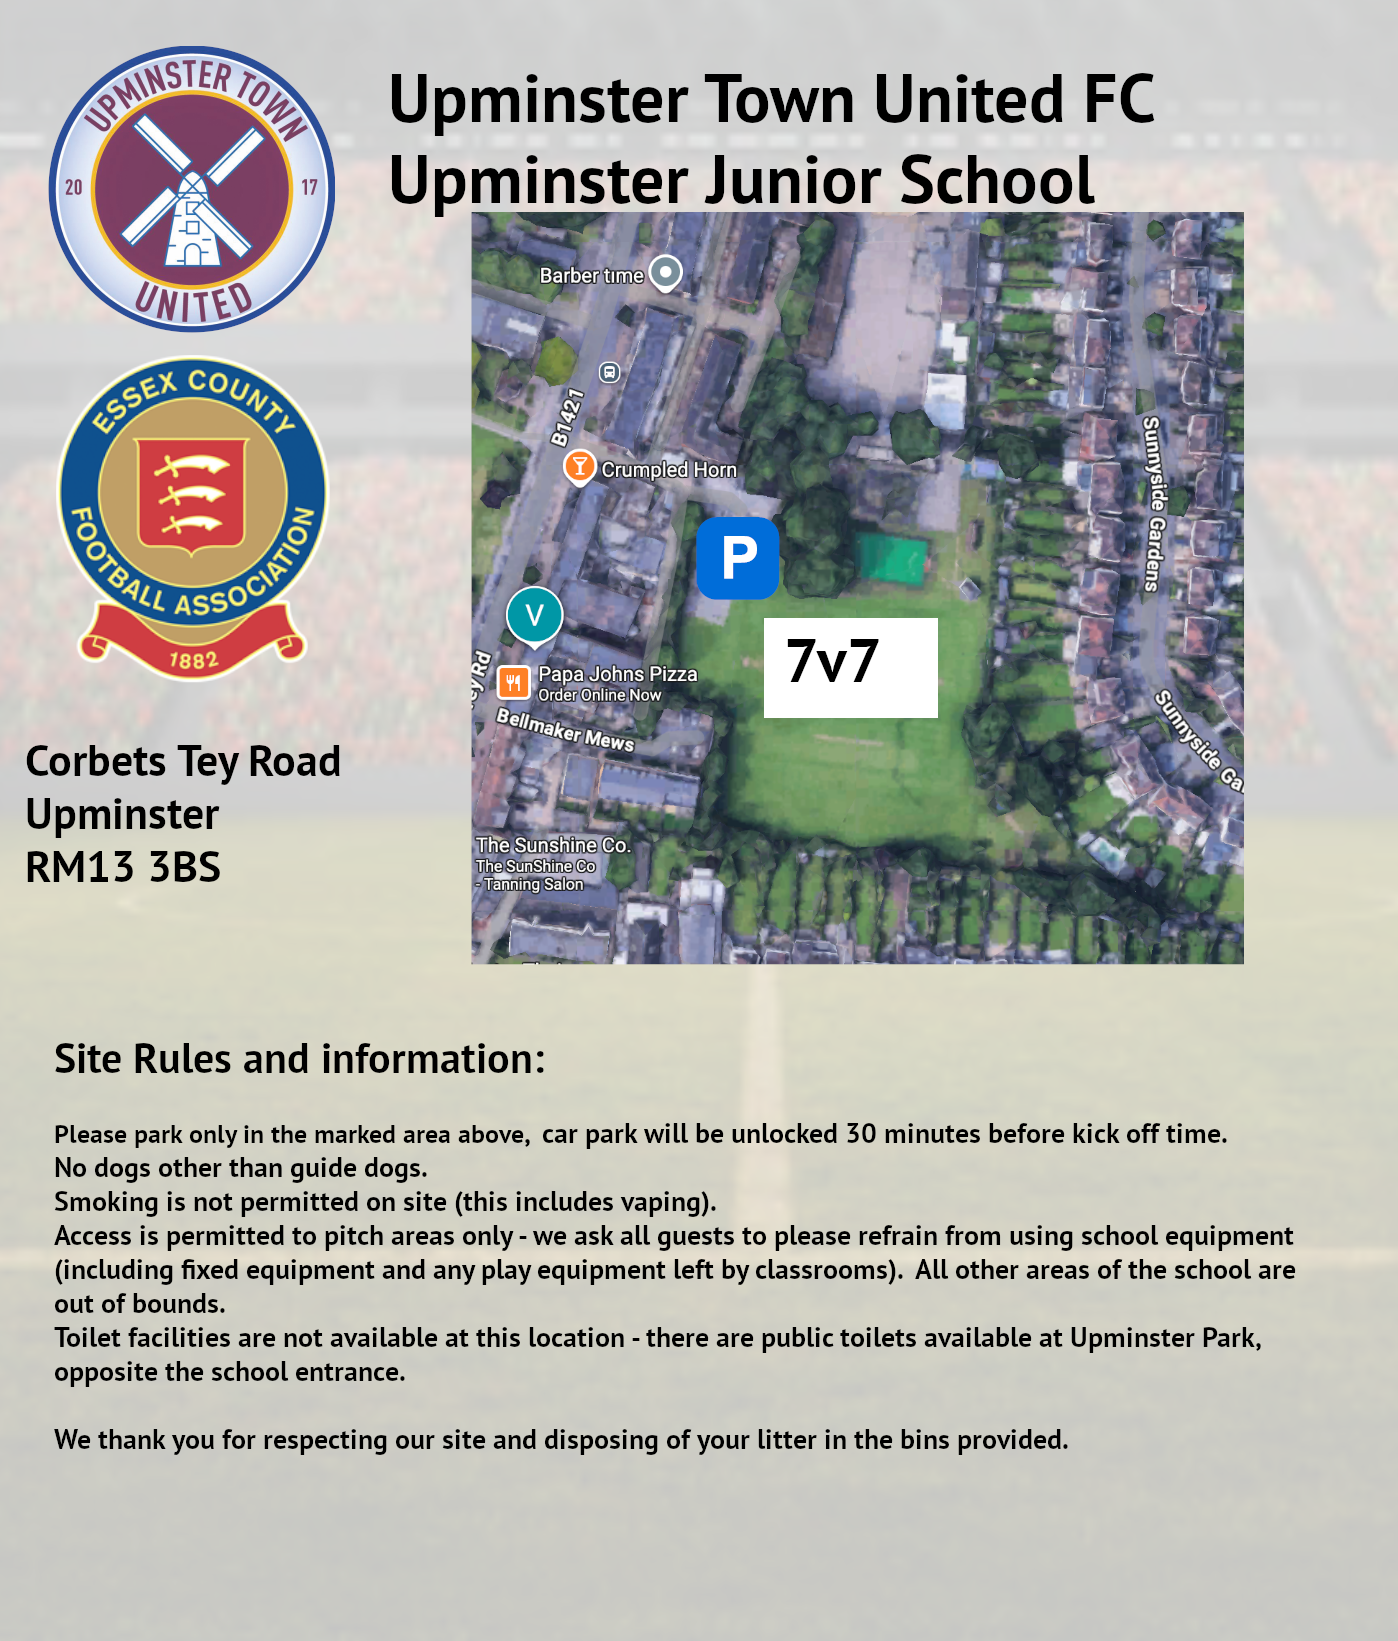 UPMINSTER TOWN
20 17
UNITED
Upminster Town United FC
Upminster Junior School
ESSEX COUNTY
FOOTBALL ASSOCIATION
1882
Corbets Tey Road
Upminster
RM13 3BS
Barber time
B1421
Crumpled Horn
Sunnyside Gardens
P
V
7v7
ey Rd
Papa Johns Pizza
Order Online Now
Bellmaker Mews
Sunnyside Ga
The Sunshine Co.
The SunShine Co
- Tanning Salon
Site Rules and information:
Please park only in the marked area above,  car park will be unlocked 30 minutes before kick off time.
No dogs other than guide dogs.
Smoking is not permitted on site (this includes vaping).
Access is permitted to pitch areas only - we ask all guests to please refrain from using school equipment
(including fixed equipment and any play equipment left by classrooms).  All other areas of the school are
out of bounds.
Toilet facilities are not available at this location - there are public toilets available at Upminster Park,
opposite the school entrance.
We thank you for respecting our site and disposing of your litter in the bins provided.